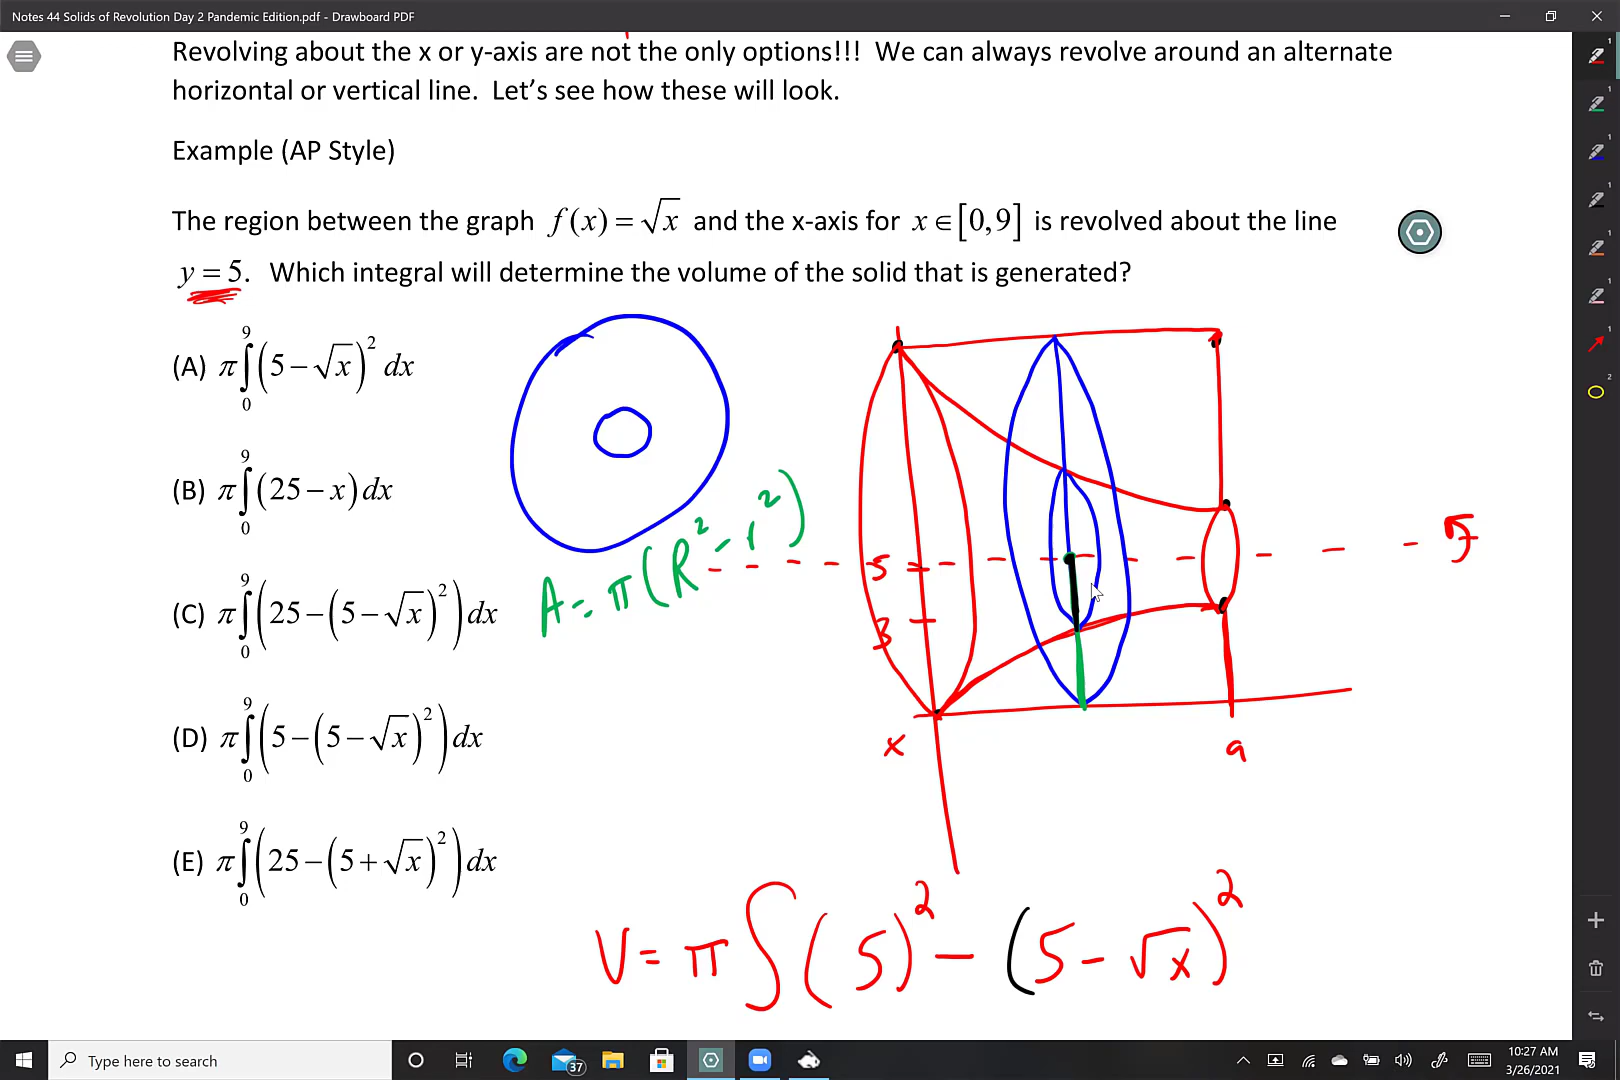 Notes 44 Solids of Revolution Day 2 Pandemic Edition.pdf - Drawboard PDF
Revolving about the x or y-axis are not the only options!!! We can always revolve around an alternate
horizontal or vertical line. Let's see how these will look.
Example (AP Style)
The region between the graph f(x) = √x and the x-axis for x ∈ [0,9] is revolved about the line
y = 5. Which integral will determine the volume of the solid that is generated?
(A) π∫₀⁹ (5 − √x)² dx
(B) π∫₀⁹ (25 − x) dx
(C) π∫₀⁹ (25 − (5 − √x)²) dx
(D) π∫₀⁹ (5 − (5 − √x)²) dx
(E) π∫₀⁹ (25 − (5 + √x)²) dx
A = π(R² − r²)
5
3
x
9
V = π∫(5)² − (5 − √x)²
Type here to search
37
10:27 AM
3/26/2021